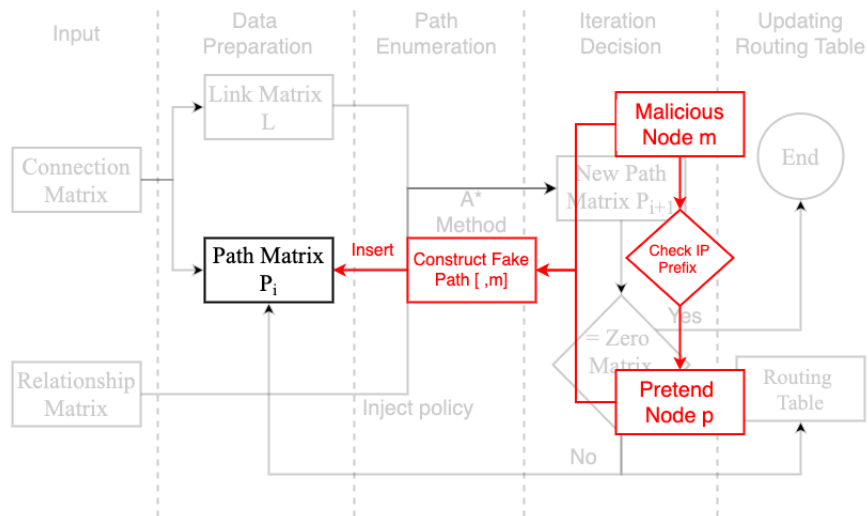 Input
Data
Preparation
Path
Enumeration
Iteration
Decision
Updating
Routing Table
Link Matrix
L
Malicious
Node m
Connection
Matrix
New Path
Matrix Pi+1
End
A*
Method
Path Matrix
Pi
Insert
Construct Fake
Path [ ,m]
Check IP
Prefix
Yes
= Zero
Matrix
Relationship
Matrix
Inject policy
Pretend
Node p
Routing
Table
No